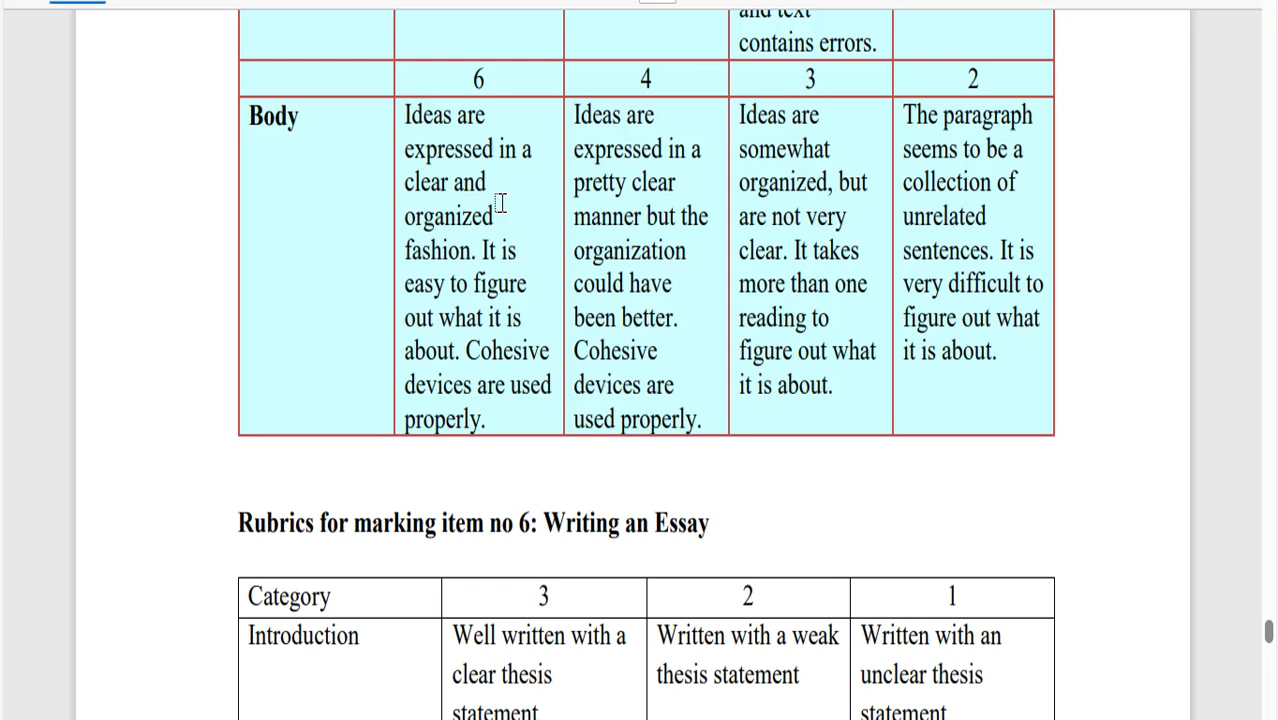 and text
contains errors.
6 4 3 2
Body
Ideas are
expressed in a
clear and
organized
fashion. It is
easy to figure
out what it is
about. Cohesive
devices are used
properly.
Ideas are
expressed in a
pretty clear
manner but the
organization
could have
been better.
Cohesive
devices are
used properly.
Ideas are
somewhat
organized, but
are not very
clear. It takes
more than one
reading to
figure out what
it is about.
The paragraph
seems to be a
collection of
unrelated
sentences. It is
very difficult to
figure out what
it is about.
Rubrics for marking item no 6: Writing an Essay
Category 3 2 1
Introduction
Well written with a
clear thesis
statement
Written with a weak
thesis statement
Written with an
unclear thesis
statement